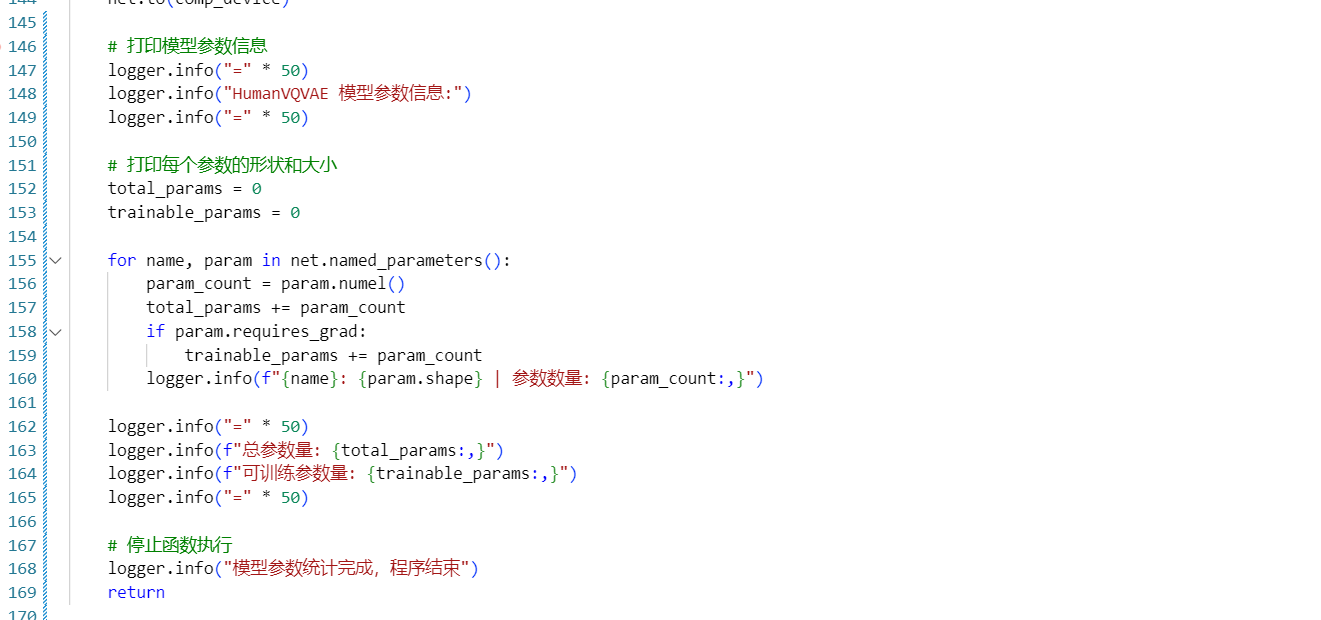 144 net.to(comp_device)
145
146 # 打印模型参数信息
147 logger.info("=" * 50)
148 logger.info("HumanVQVAE 模型参数信息:")
149 logger.info("=" * 50)
150
151 # 打印每个参数的形状和大小
152 total_params = 0
153 trainable_params = 0
154
155 for name, param in net.named_parameters():
156 param_count = param.numel()
157 total_params += param_count
158 if param.requires_grad:
159 trainable_params += param_count
160 logger.info(f"{name}: {param.shape} | 参数数量: {param_count:,}")
161
162 logger.info("=" * 50)
163 logger.info(f"总参数量: {total_params:,}")
164 logger.info(f"可训练参数量: {trainable_params:,}")
165 logger.info("=" * 50)
166
167 # 停止函数执行
168 logger.info("模型参数统计完成，程序结束")
169 return
170